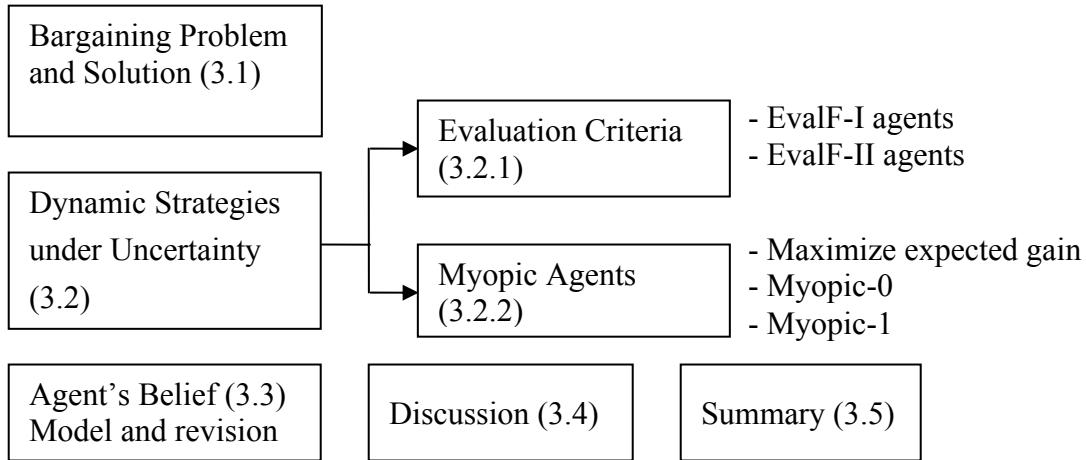 Bargaining Problem
and Solution (3.1)
Evaluation Criteria
(3.2.1)
- EvalF-I agents
- EvalF-II agents
Dynamic Strategies
under Uncertainty
(3.2)
Myopic Agents
(3.2.2)
- Maximize expected gain
- Myopic-0
- Myopic-1
Agent’s Belief (3.3)
Model and revision
Discussion (3.4)
Summary (3.5)